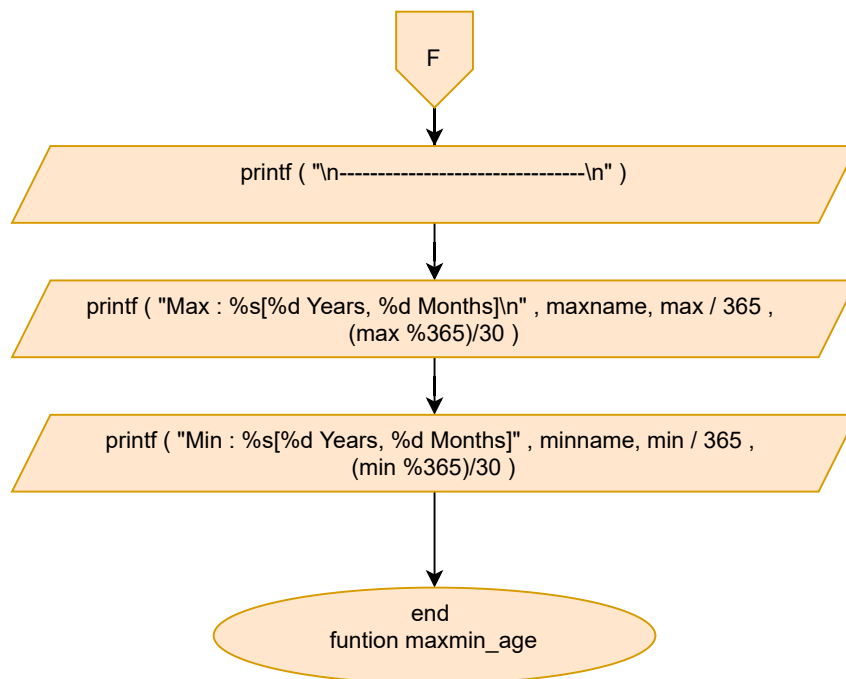 F
printf ( "\n--------------------------------\n" )
printf ( "Max : %s[%d Years, %d Months]\n" , maxname, max / 365 ,
(max %365)/30 )
printf ( "Min : %s[%d Years, %d Months]" , minname, min / 365 ,
(min %365)/30 )
end
funtion maxmin_age